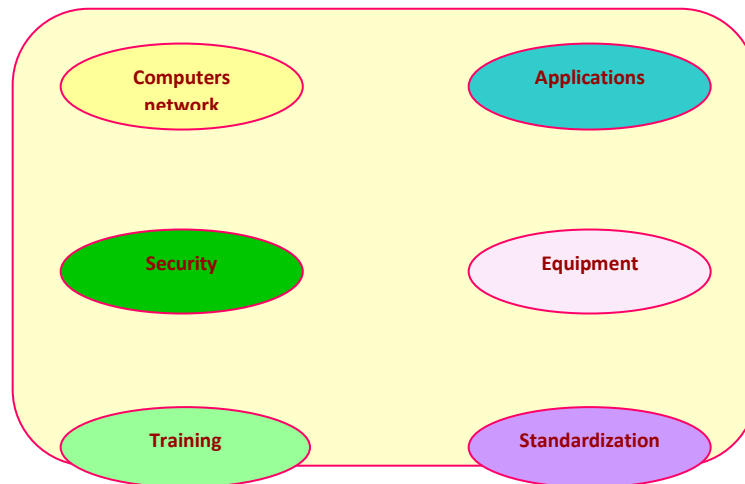 Computers
network
Applications
Security
Equipment
Training
Standardization